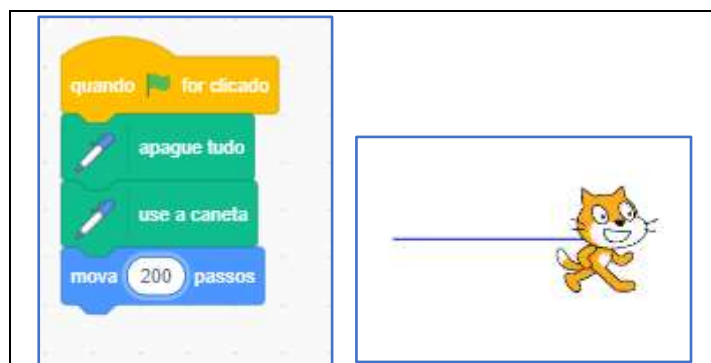 quando for clicado
apague tudo
use a caneta
mova 200 passos